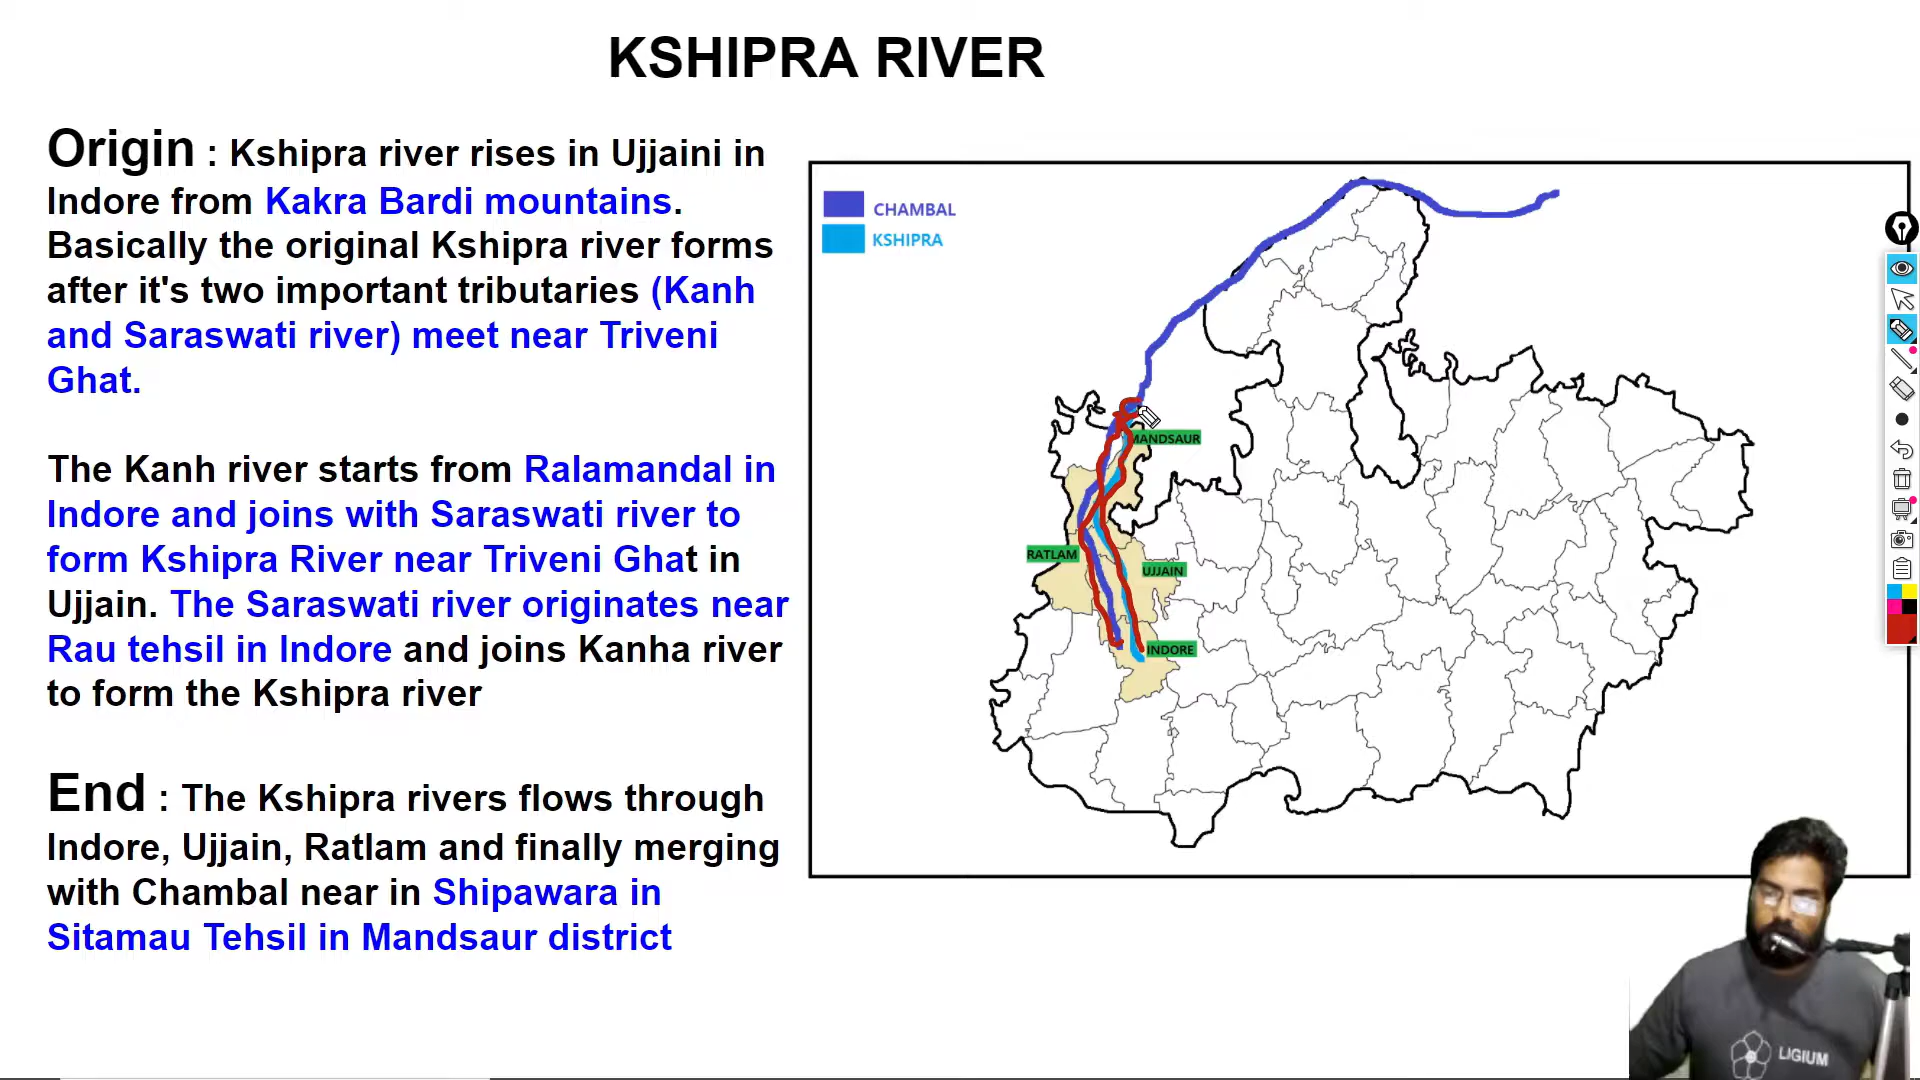 KSHIPRA RIVER
Origin : Kshipra river rises in Ujjaini in
Indore from Kakra Bardi mountains.
Basically the original Kshipra river forms
after it's two important tributaries (Kanh
and Saraswati river) meet near Triveni
Ghat.
The Kanh river starts from Ralamandal in
Indore and joins with Saraswati river to
form Kshipra River near Triveni Ghat in
Ujjain. The Saraswati river originates near
Rau tehsil in Indore and joins Kanha river
to form the Kshipra river
End : The Kshipra rivers flows through
Indore, Ujjain, Ratlam and finally merging
with Chambal near in Shipawara in
Sitamau Tehsil in Mandsaur district
CHAMBAL
KSHIPRA
MANDSAUR
RATLAM
UJJAIN
INDORE
LIGIUM